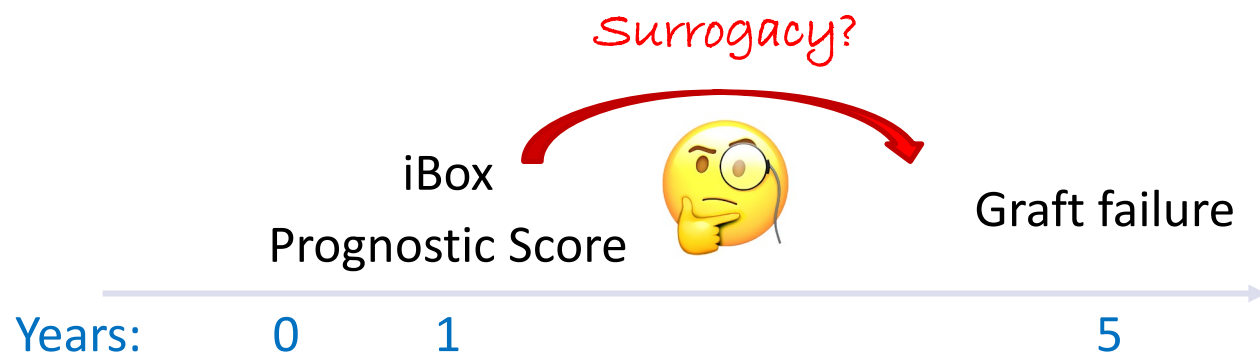 Surrogacy?
iBox
Prognostic Score
Graft failure
Years: 0 1 5